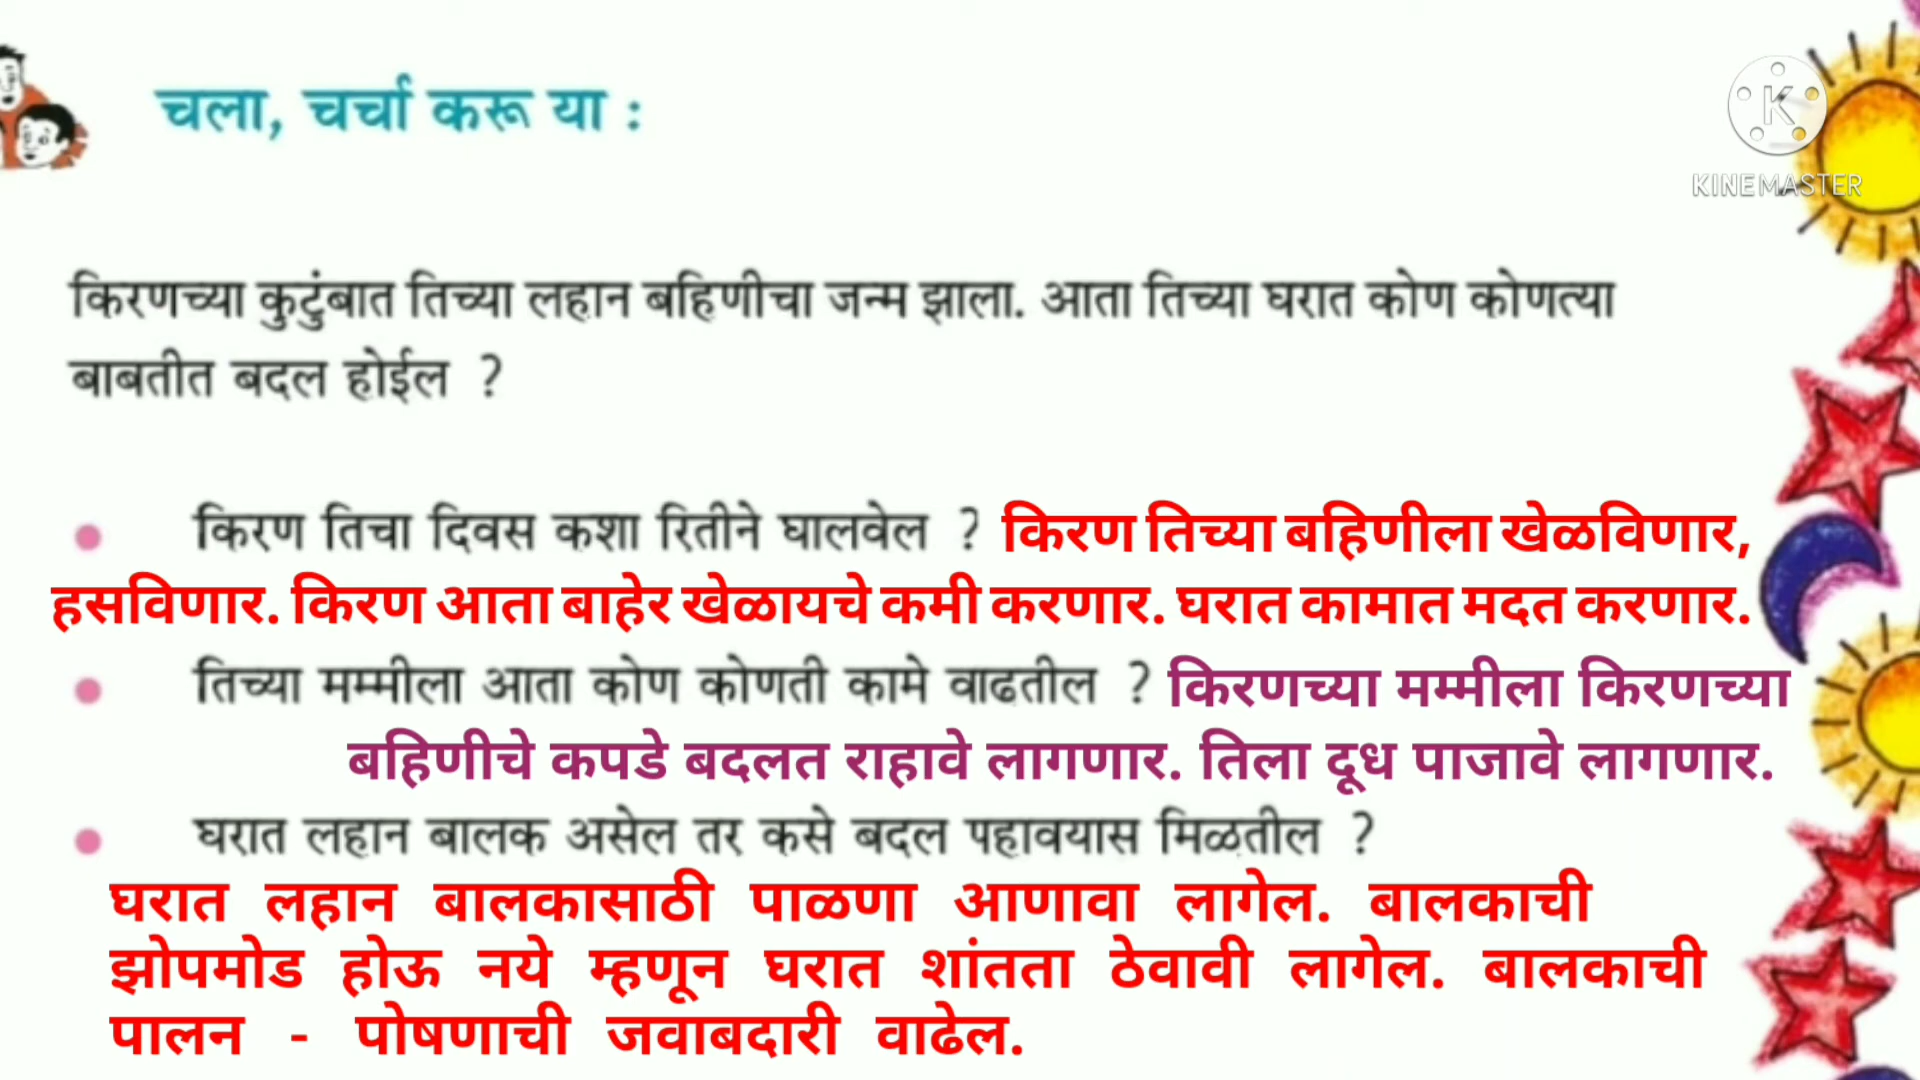 चला, चर्चा करू या :
KINEMASTER
किरणच्या कुटुंबात तिच्या लहान बहिणीचा जन्म झाला. आता तिच्या घरात कोण कोणत्या
बाबतीत बदल होईल ?
किरण तिचा दिवस कशा रितीने घालवेल ? किरण तिच्या बहिणीला खेळविणार,
हसविणार. किरण आता बाहेर खेळायचे कमी करणार. घरात कामात मदत करणार.
तिच्या मम्मीला आता कोण कोणती कामे वाढतील ? किरणच्या मम्मीला किरणच्या
बहिणीचे कपडे बदलत राहावे लागणार. तिला दूध पाजावे लागणार.
घरात लहान बालक असेल तर कसे बदल पहावयास मिळतील ?
घरात लहान बालकासाठी पाळणा आणावा लागेल. बालकाची
झोपमोड होऊ नये म्हणून घरात शांतता ठेवावी लागेल. बालकाची
पालन - पोषणाची जवाबदारी वाढेल.